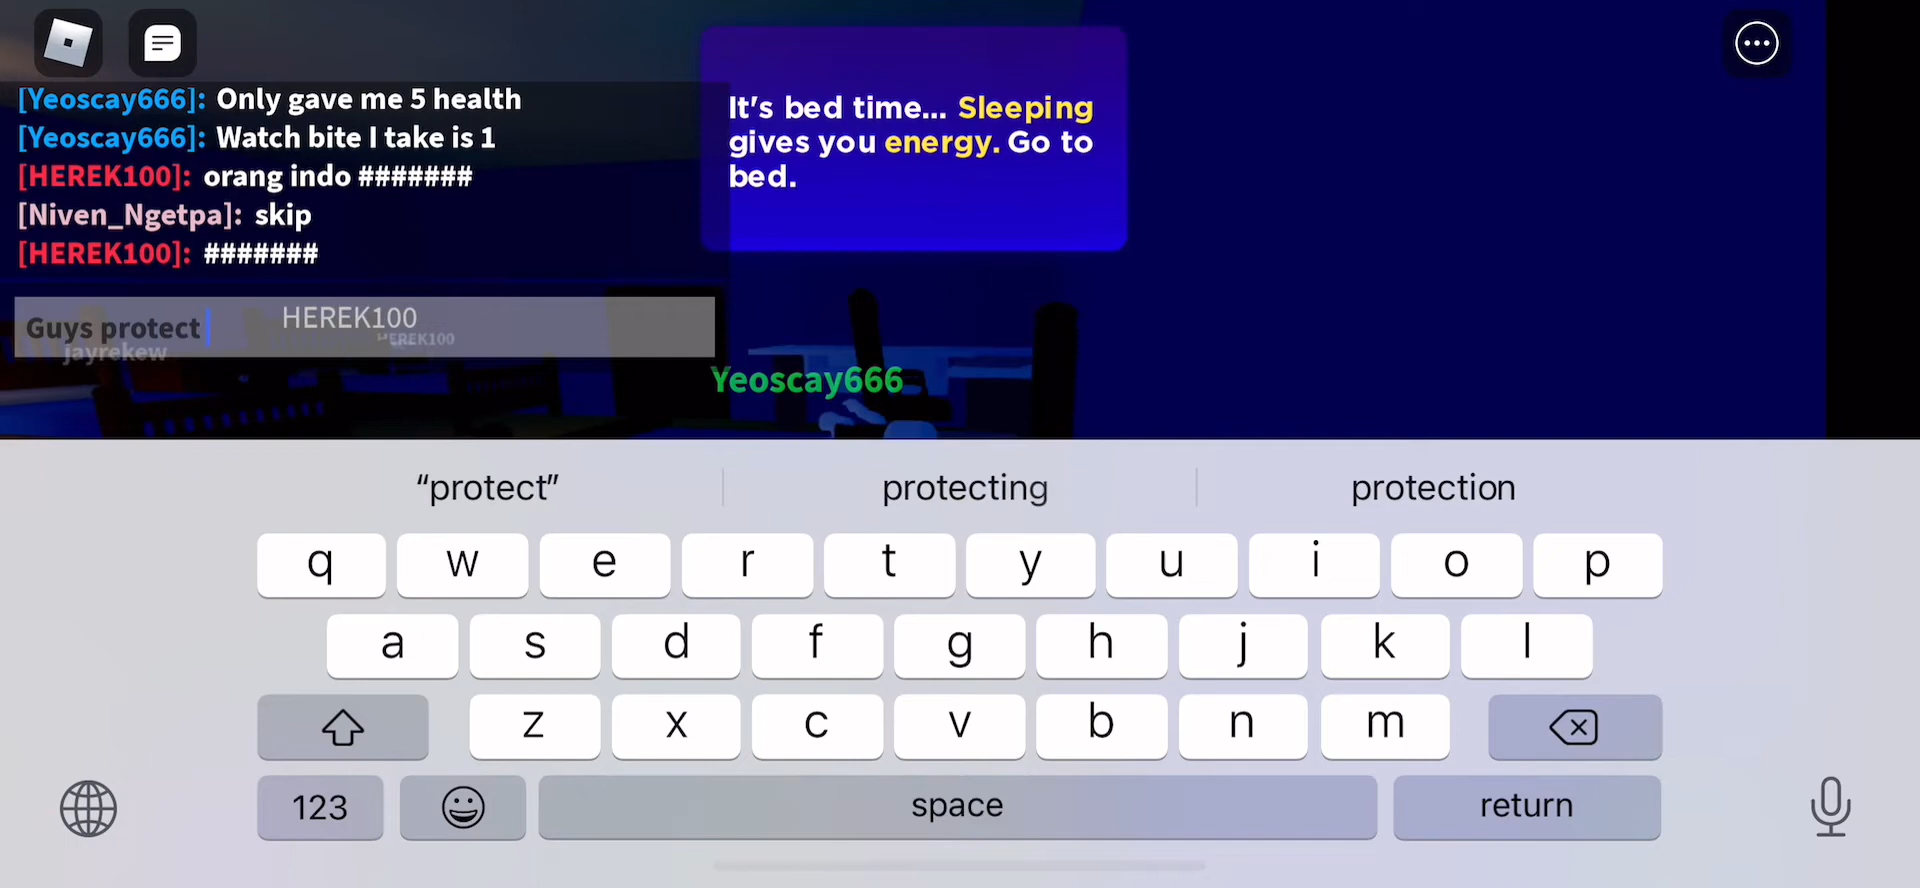 [Yeoscay666]: Only gave me 5 health
[Yeoscay666]: Watch bite I take is 1
[HEREK100]: orang indo #######
[Niven_Ngetpa]: skip
[HEREK100]: #######
It's bed time... Sleeping
gives you energy. Go to
bed.
HEREK100
Guys protect
HEREK100
jayrekew
Yeoscay666
“protect” protecting protection
q w e r t y u i o p
a s d f g h j k l
z x c v b n m
123 space return